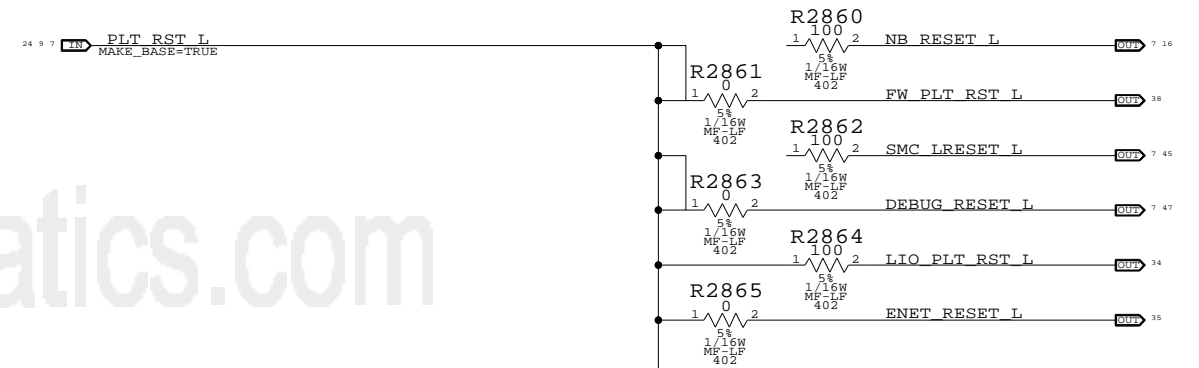 R2860
24 9 7 IN PLT_RST_L
MAKE_BASE=TRUE
100
1 2 NB_RESET_L OUT 7 16
5%
1/16W
MF-LF
402
R2861
0
1 2 FW_PLT_RST_L OUT 38
5%
1/16W
MF-LF
402
R2862
100
1 2 SMC_LRESET_L OUT 7 45
5%
1/16W
MF-LF
402
R2863
0
1 2 DEBUG_RESET_L OUT 7 47
5%
1/16W
MF-LF
402
R2864
100
1 2 LIO_PLT_RST_L OUT 34
5%
1/16W
MF-LF
402
R2865
0
1 2 ENET_RESET_L OUT 35
5%
1/16W
MF-LF
402
atics.com